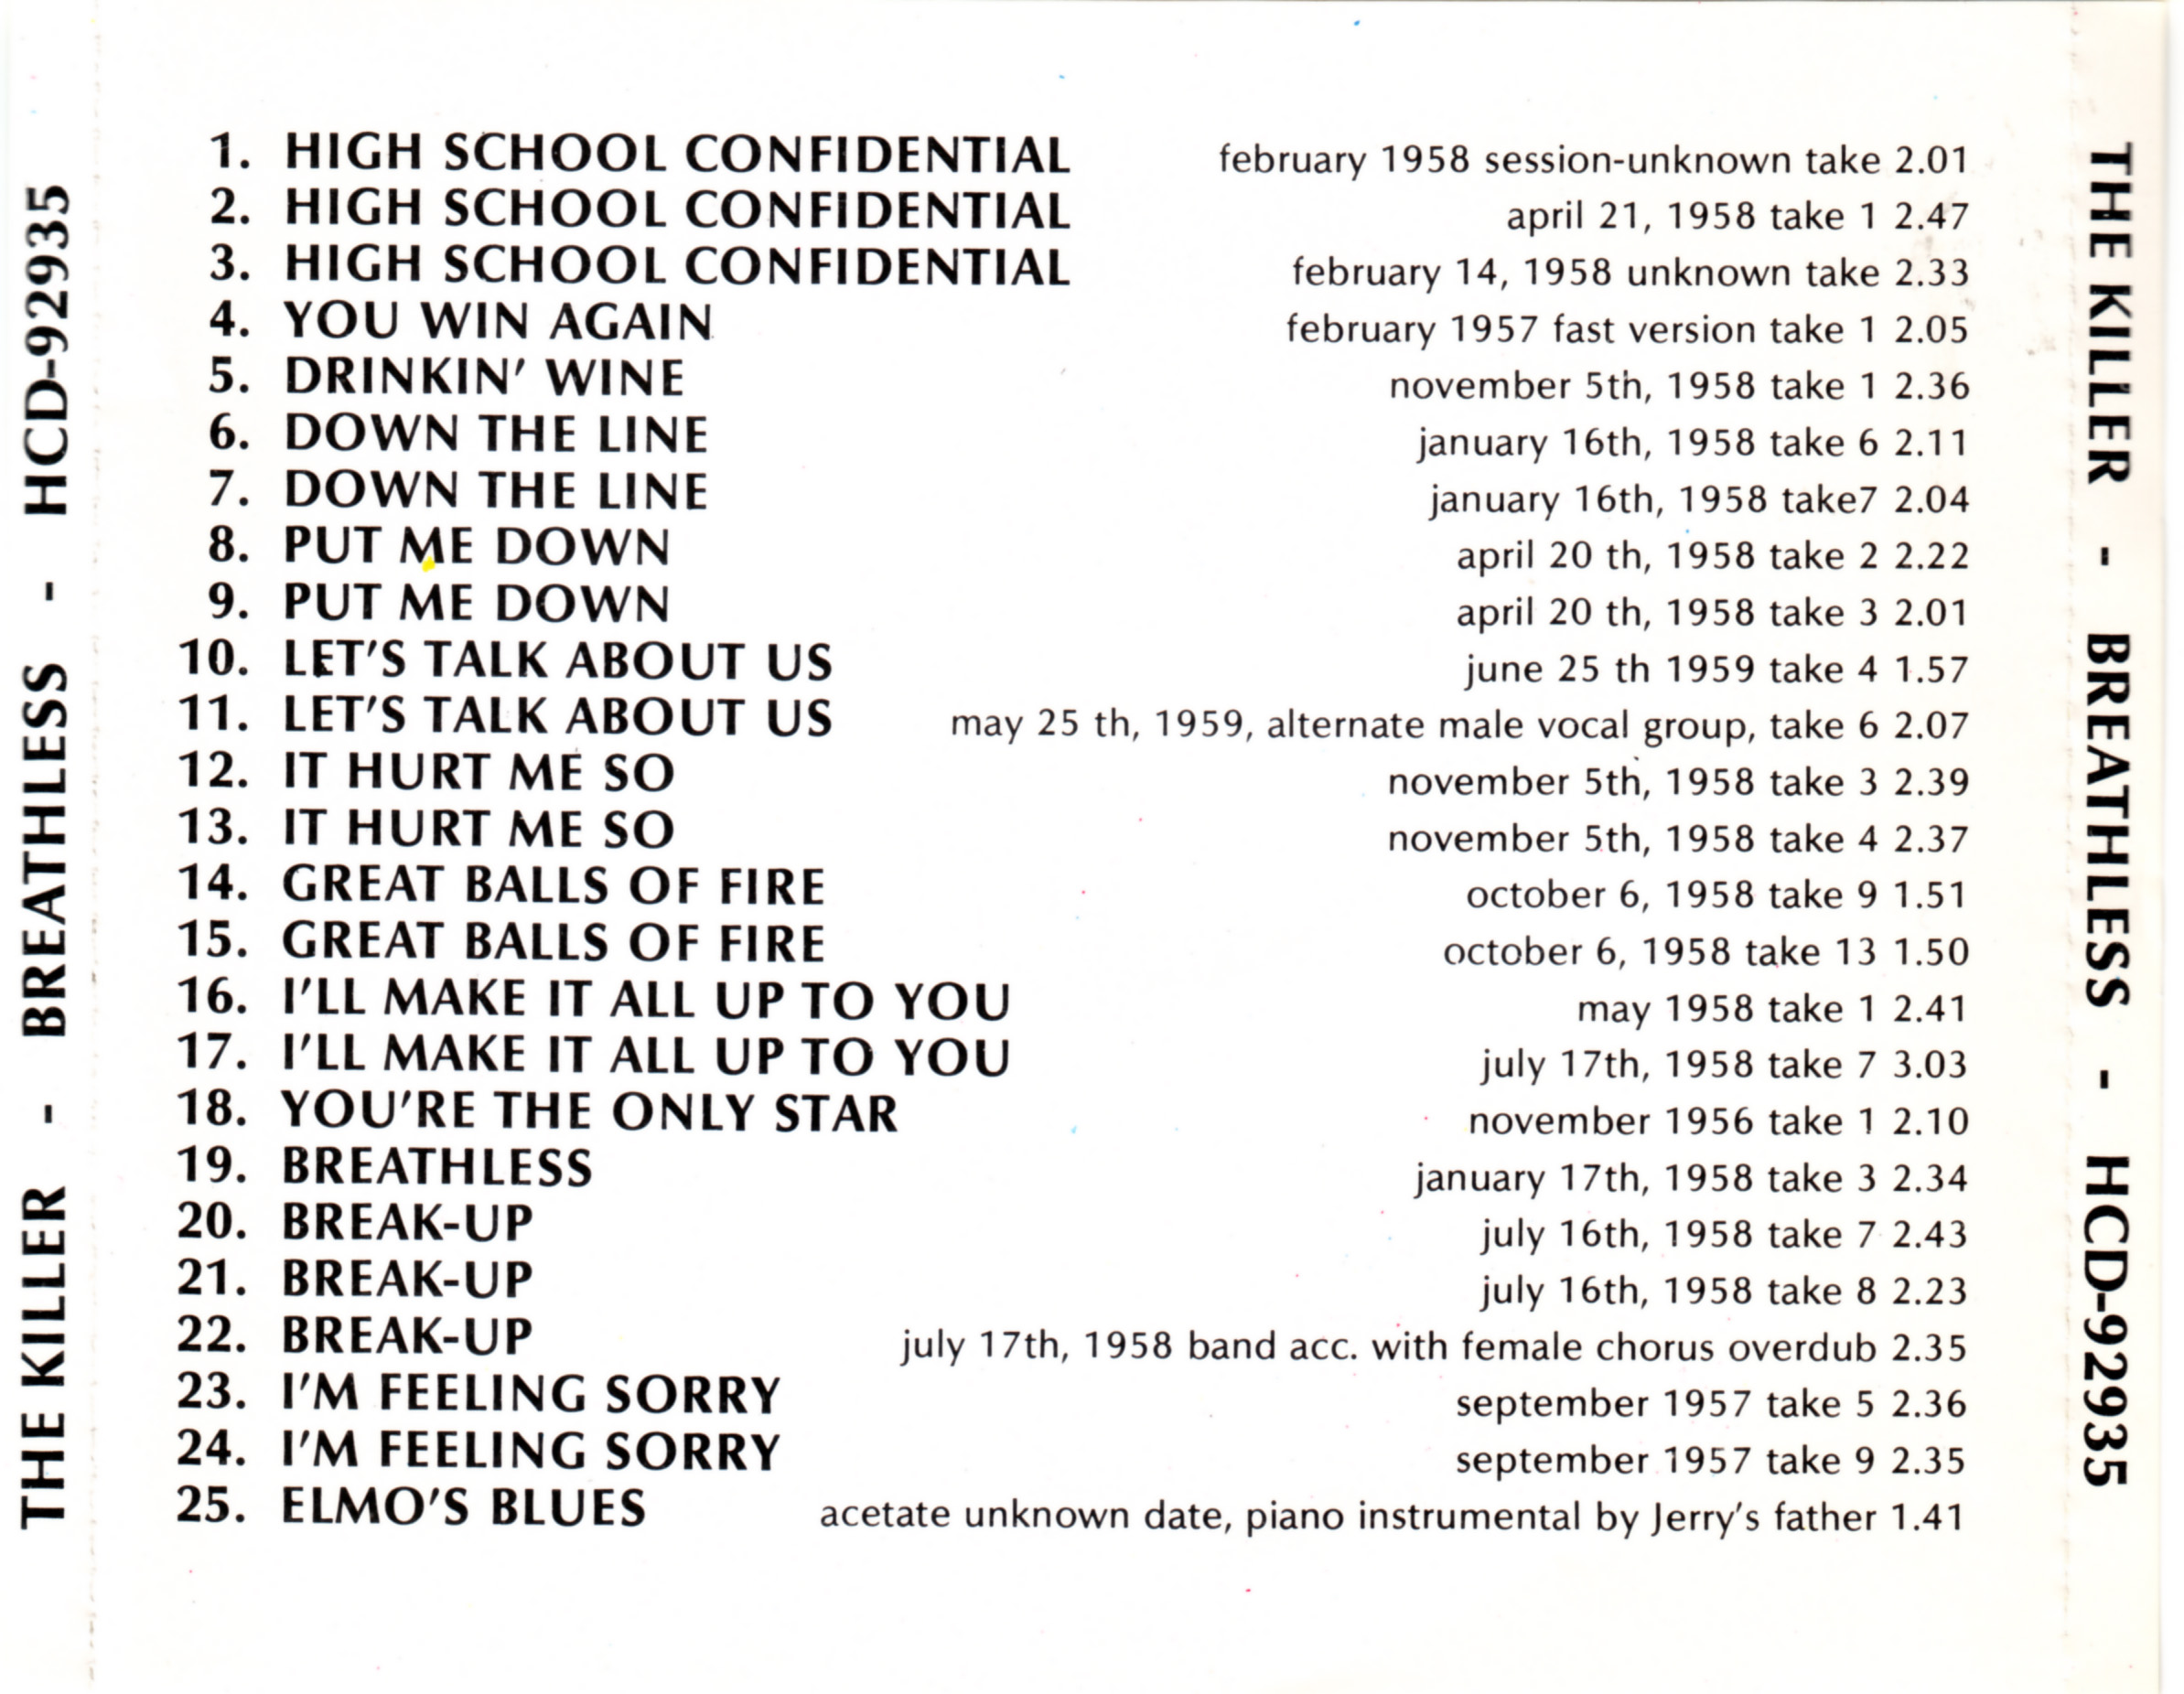 THE KILLER - BREATHLESS - HCD-92935
1. HIGH SCHOOL CONFIDENTIAL february 1958 session-unknown take 2.01
2. HIGH SCHOOL CONFIDENTIAL april 21, 1958 take 1 2.47
3. HIGH SCHOOL CONFIDENTIAL february 14, 1958 unknown take 2.33
4. YOU WIN AGAIN february 1957 fast version take 1 2.05
5. DRINKIN' WINE november 5th, 1958 take 1 2.36
6. DOWN THE LINE january 16th, 1958 take 6 2.11
7. DOWN THE LINE january 16th, 1958 take7 2.04
8. PUT ME DOWN april 20 th, 1958 take 2 2.22
9. PUT ME DOWN april 20 th, 1958 take 3 2.01
10. LET'S TALK ABOUT US june 25 th 1959 take 4 1.57
11. LET'S TALK ABOUT US may 25 th, 1959, alternate male vocal group, take 6 2.07
12. IT HURT ME SO november 5th, 1958 take 3 2.39
13. IT HURT ME SO november 5th, 1958 take 4 2.37
14. GREAT BALLS OF FIRE october 6, 1958 take 9 1.51
15. GREAT BALLS OF FIRE october 6, 1958 take 13 1.50
16. I'LL MAKE IT ALL UP TO YOU may 1958 take 1 2.41
17. I'LL MAKE IT ALL UP TO YOU july 17th, 1958 take 7 3.03
18. YOU'RE THE ONLY STAR november 1956 take 1 2.10
19. BREATHLESS january 17th, 1958 take 3 2.34
20. BREAK-UP july 16th, 1958 take 7 2.43
21. BREAK-UP july 16th, 1958 take 8 2.23
22. BREAK-UP july 17th, 1958 band acc. with female chorus overdub 2.35
23. I'M FEELING SORRY september 1957 take 5 2.36
24. I'M FEELING SORRY september 1957 take 9 2.35
25. ELMO'S BLUES acetate unknown date, piano instrumental by Jerry's father 1.41
THE KILLER - BREATHLESS - HCD-92935